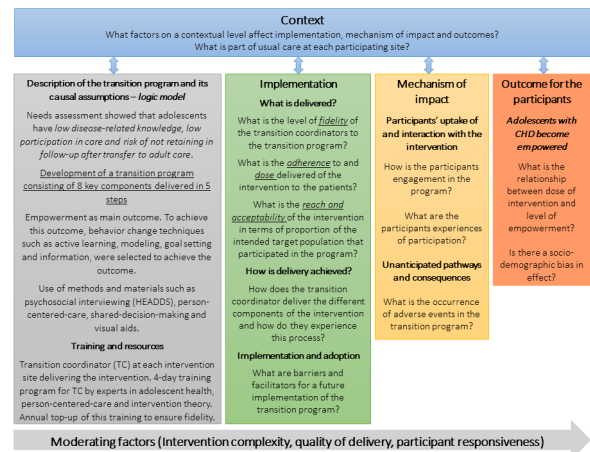 Context
What factors on a contextual level affect implementation, mechanism of impact and outcomes?
What is part of usual care at each participating site?
Description of the transition program and its
causal assumptions – logic model
Needs assessment showed that adolescents
have low disease-related knowledge, low
participation in care and risk of not retaining in
follow-up after transfer to adult care.
Development of a transition program
consisting of 8 key components delivered in 5
steps
Empowerment as main outcome. To achieve
this outcome, behavior change techniques
such as active learning, modeling, goal setting
and information, were selected to achieve the
outcome.
Use of methods and materials such as
psychosocial interviewing (HEADDS), person-
centered-care, shared-decision-making and
visual aids.
Training and resources
Transition coordinator (TC) at each intervention
site delivering the intervention. 4-day training
program for TC by experts in adolescent health,
person-centered-care and intervention theory.
Annual top-up of this training to ensure fidelity.
Implementation
What is delivered?
What is the level of fidelity of
the transition coordinators to
the transition program?
What is the adherence to and
dose delivered of the
intervention to the patients?
What is the reach and
acceptability of the intervention
in terms of proportion of the
intended target population that
participated in the program?
How is delivery achieved?
How does the transition
coordinator deliver the different
components of the intervention
and how do they experience
this process?
Implementation and adoption
What are barriers and
facilitators for a future
implementation of the
transition program?
Mechanism of
impact
Participants' uptake of
and interaction with the
intervention
How is the participants
engagement in the
program?
What are the
participants experiences
of participation?
Unanticipated pathways
and consequences
What is the occurrence
of adverse events in the
transition program?
Outcome for the
participants
Adolescents with
CHD become
empowered
What is the
relationship
between dose of
intervention and
level of
empowerment?
Is there a socio-
demographic bias in
effect?
Moderating factors (Intervention complexity, quality of delivery, participant responsiveness)